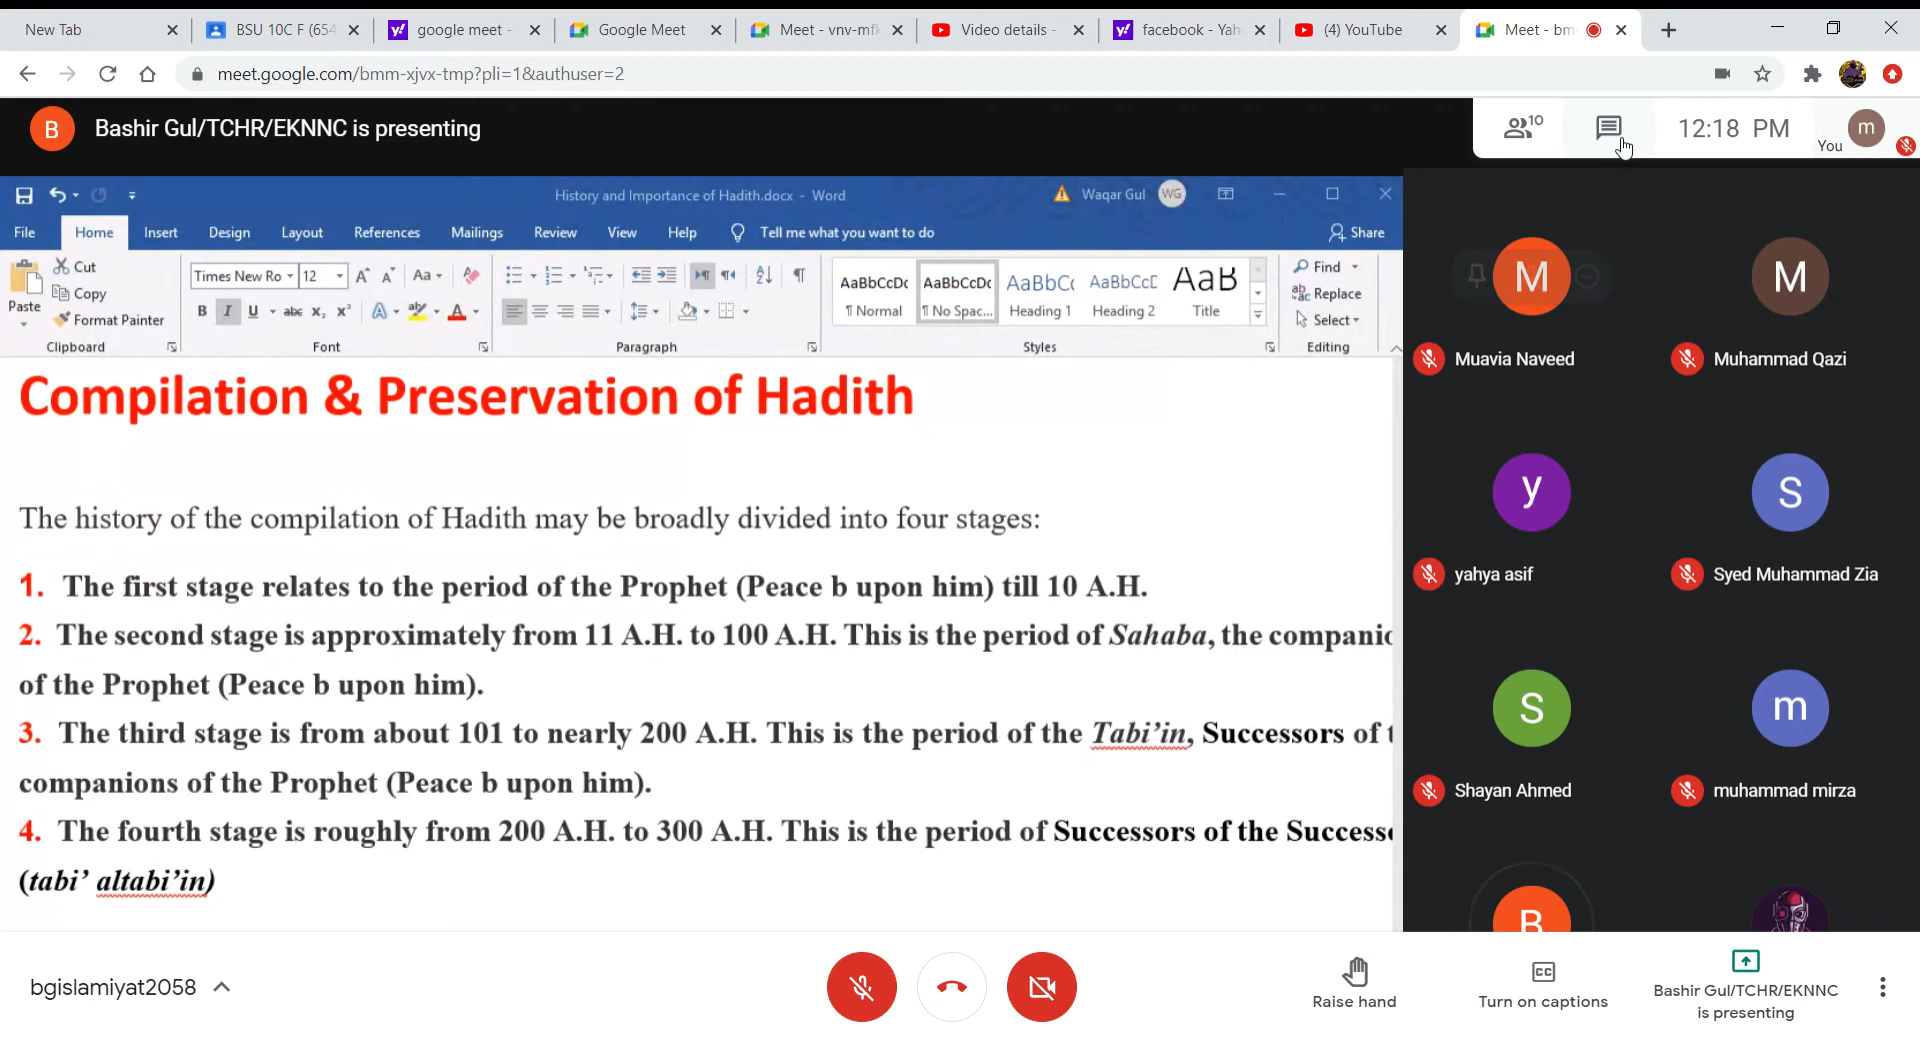 New Tab
BSU 10C F (654
google meet -
Google Meet
Meet - vnv-mfk
Video details -
facebook - Yah
(4) YouTube
Meet - bm
meet.google.com/bmm-xjvx-tmp?pli=1&authuser=2
B
Bashir Gul/TCHR/EKNNC is presenting
10
12:18 PM
You
m
History and Importance of Hadith.docx - Word
Waqar Gul
WG
File
Home
Insert
Design
Layout
References
Mailings
Review
View
Help
Tell me what you want to do
Share
Paste
Cut
Copy
Format Painter
Clipboard
Times New Ro
12
Aa
B I U abc X₂ X²
Font
Paragraph
AaBbCcDc
¶ Normal
AaBbCcDc
¶ No Spac...
AaBbCc
Heading 1
AaBbCcC
Heading 2
AaB
Title
Styles
Find
Replace
Select
Editing
Compilation & Preservation of Hadith
The history of the compilation of Hadith may be broadly divided into four stages:
1. The first stage relates to the period of the Prophet (Peace b upon him) till 10 A.H.
2. The second stage is approximately from 11 A.H. to 100 A.H. This is the period of Sahaba, the companio
of the Prophet (Peace b upon him).
3. The third stage is from about 101 to nearly 200 A.H. This is the period of the Tabi’in, Successors of t
companions of the Prophet (Peace b upon him).
4. The fourth stage is roughly from 200 A.H. to 300 A.H. This is the period of Successors of the Successo
(tabi’ altabi’in)
M
Muavia Naveed
M
Muhammad Qazi
y
yahya asif
S
Syed Muhammad Zia
S
Shayan Ahmed
m
muhammad mirza
B
bgislamiyat2058
Raise hand
CC
Turn on captions
Bashir Gul/TCHR/EKNNC
is presenting